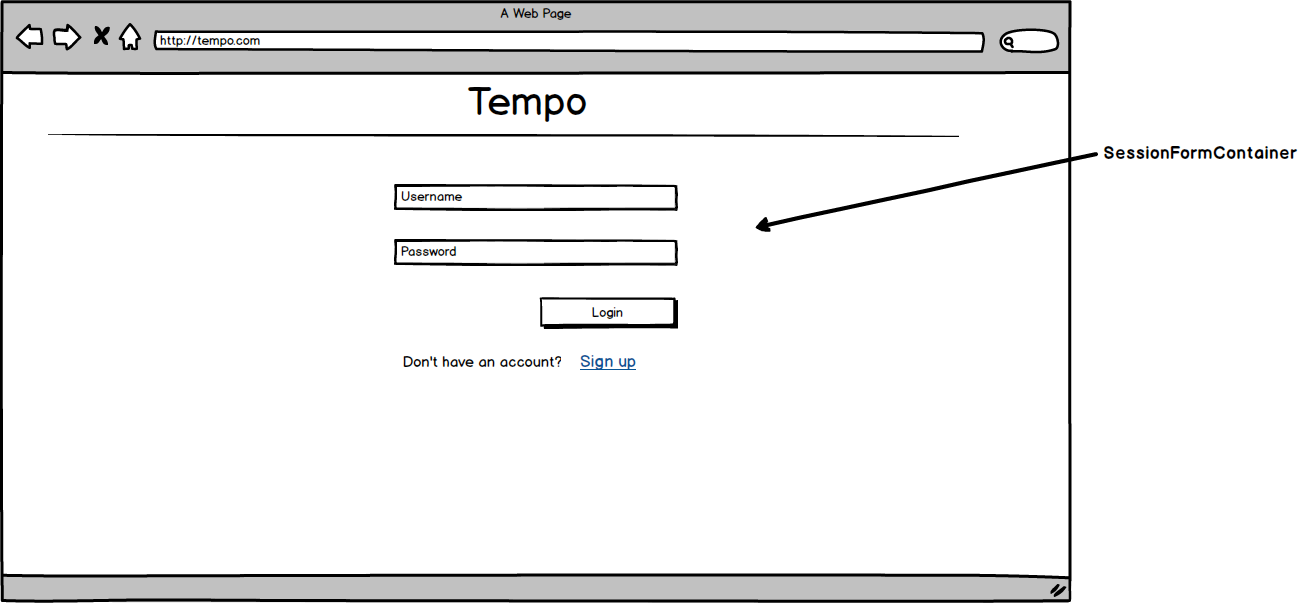 A Web Page
http://tempo.com
Tempo
SessionFormContainer
Username
Password
Login
Don't have an account? Sign up